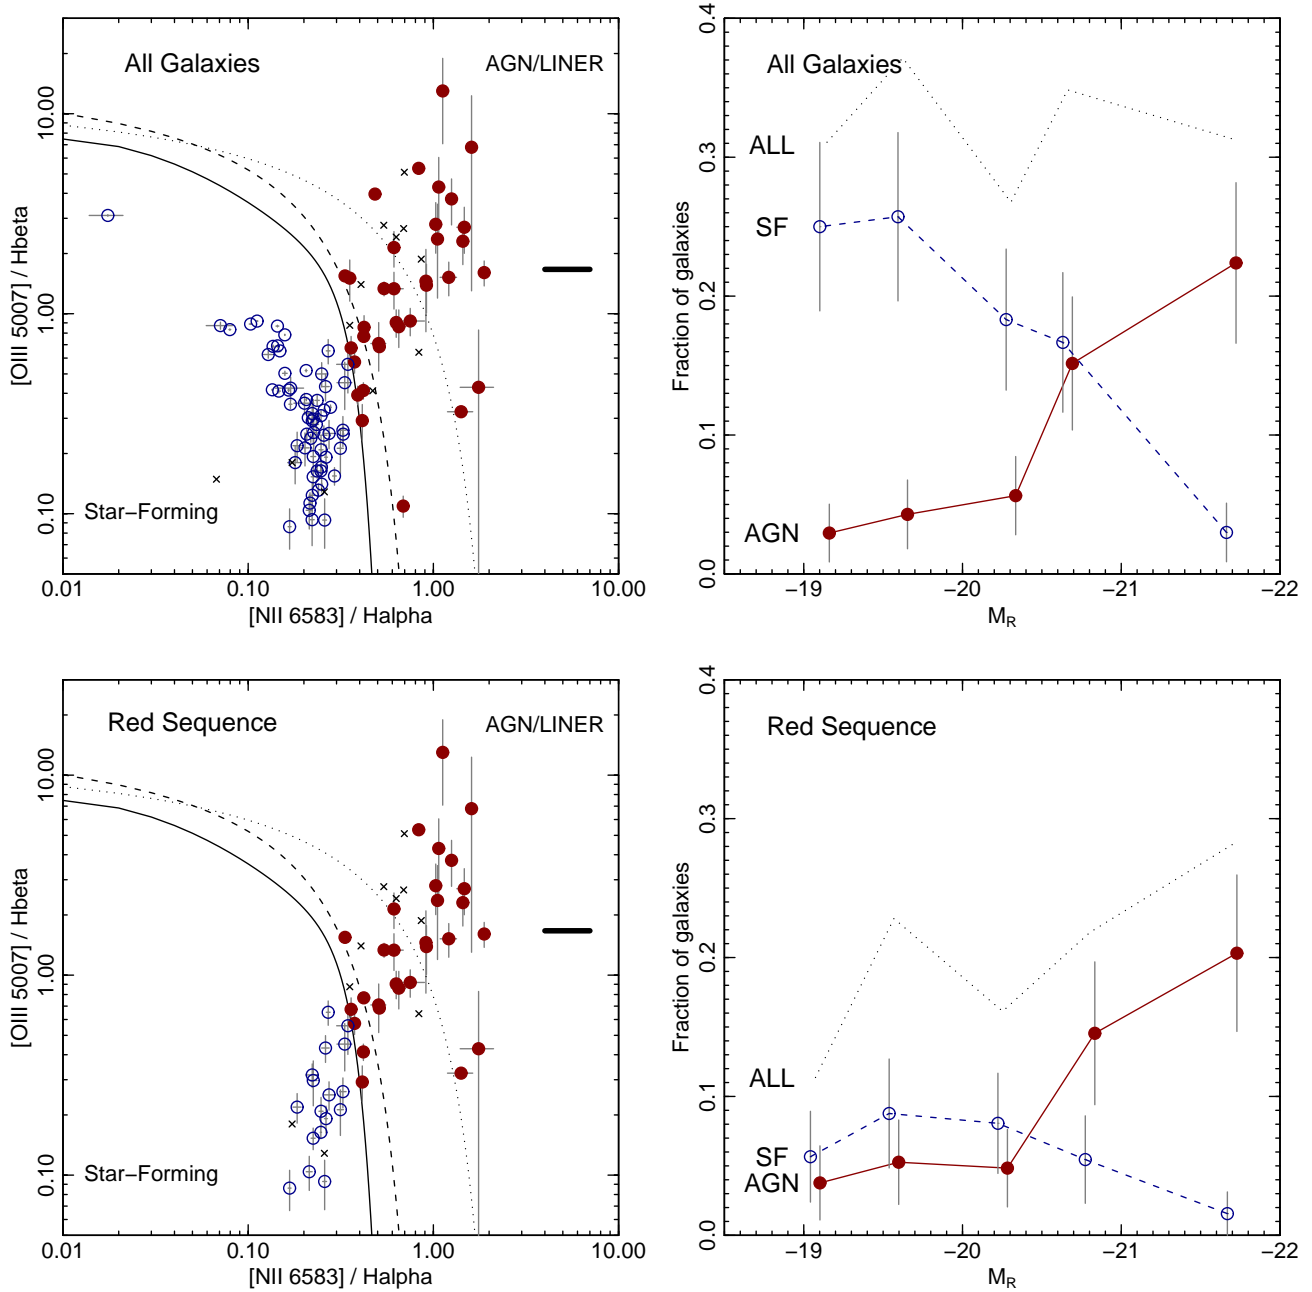 All Galaxies
AGN/LINER
Star–Forming
10.00
1.00
0.10
[OIII 5007] / Hbeta
0.01
0.10
1.00
10.00
[NII 6583] / Halpha
All Galaxies
ALL
SF
AGN
0.4
0.3
0.2
0.1
0.0
Fraction of galaxies
−19
−20
−21
−22
M_R
Red Sequence
AGN/LINER
Star–Forming
10.00
1.00
0.10
[OIII 5007] / Hbeta
0.01
0.10
1.00
10.00
[NII 6583] / Halpha
Red Sequence
ALL
SF
AGN
0.4
0.3
0.2
0.1
0.0
Fraction of galaxies
−19
−20
−21
−22
M_R